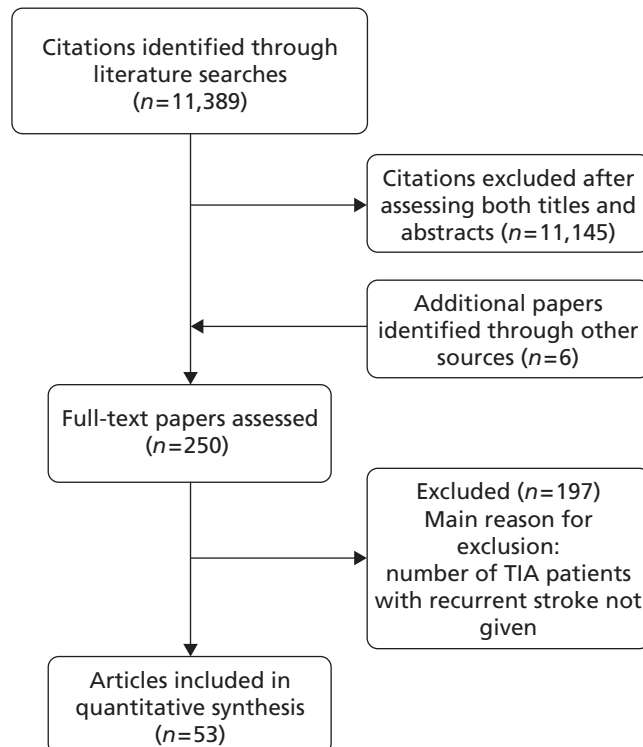 Citations identified through
literature searches
(n=11,389)
Citations excluded after
assessing both titles and
abstracts (n=11,145)
Additional papers
identified through other
sources (n=6)
Full-text papers assessed
(n=250)
Excluded (n=197)
Main reason for
exclusion:
number of TIA patients
with recurrent stroke not
given
Articles included in
quantitative synthesis
(n=53)